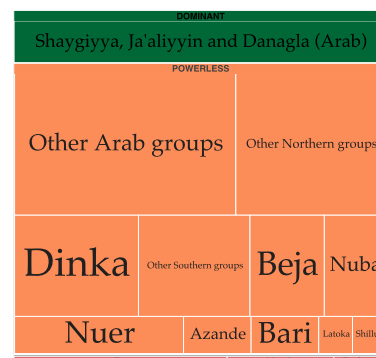 DOMINANT
Shaygiyya, Ja'aliyyin and Danagla (Arab)
POWERLESS
Other Arab groups
Other Northern groups
Dinka
Other Southern groups
Beja
Nuba
Nuer
Azande
Bari
Latoka
Shillu